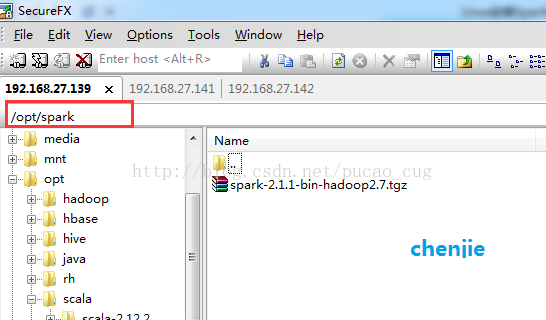 SecureFX
File Edit View Options Tools Window Help
Enter host <Alt+R>
192.168.27.139 × 192.168.27.141 192.168.27.142
/opt/spark
Name
media
mnt
..
opt
spark-2.1.1-bin-hadoop2.7.tgz
http://blog.csdn.net/pucao_cug
hadoop
hbase
hive
chenjie
java
rh
scala
scala-2.12.2